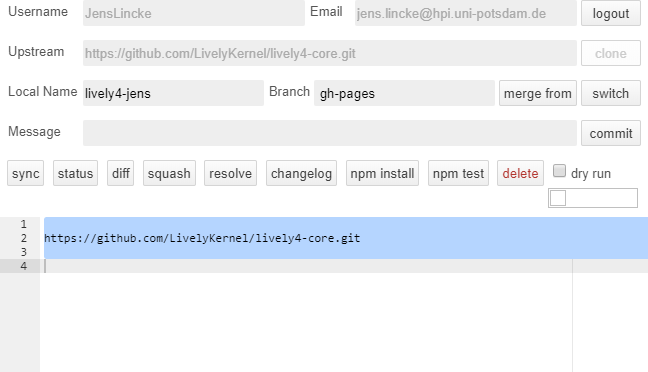 Username JensLincke Email jens.lincke@hpi.uni-potsdam.de logout
Upstream https://github.com/LivelyKernel/lively4-core.git clone
Local Name lively4-jens Branch gh-pages merge from switch
Message commit
sync status diff squash resolve changelog npm install npm test delete dry run
1
2 https://github.com/LivelyKernel/lively4-core.git
3
4